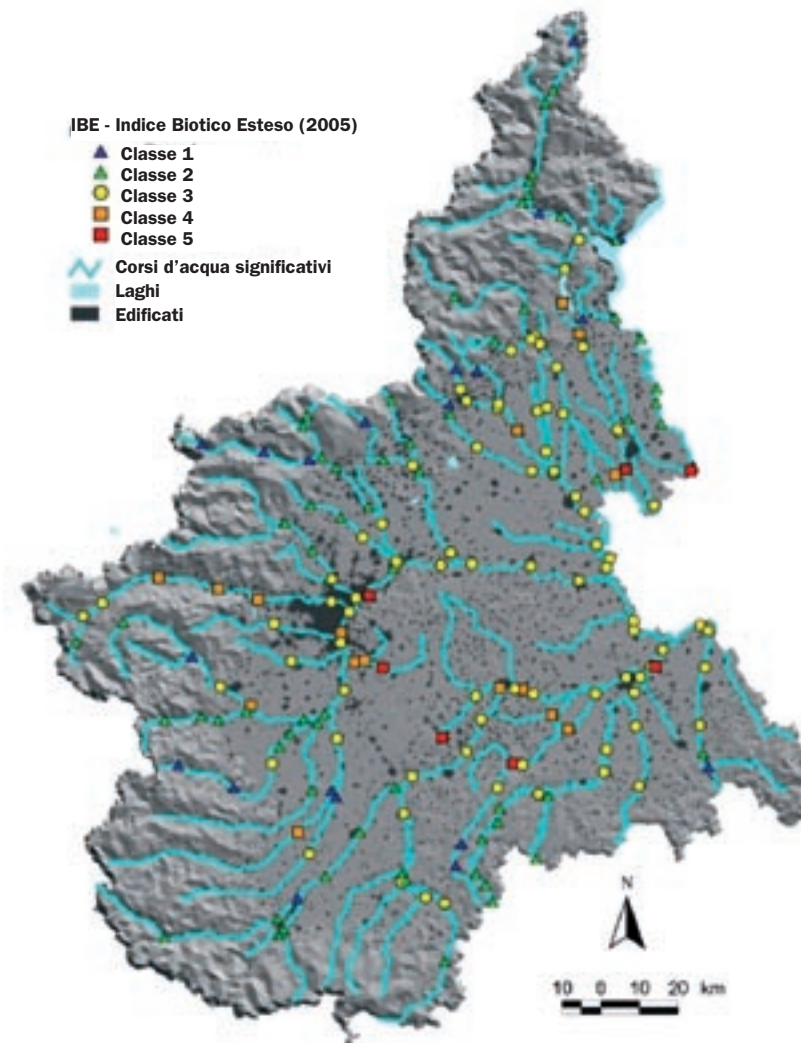 IBE - Indice Biotico Esteso (2005)
Classe 1
Classe 2
Classe 3
Classe 4
Classe 5
Corsi d'acqua significativi
Laghi
Edificati
N
10 0 10 20 km